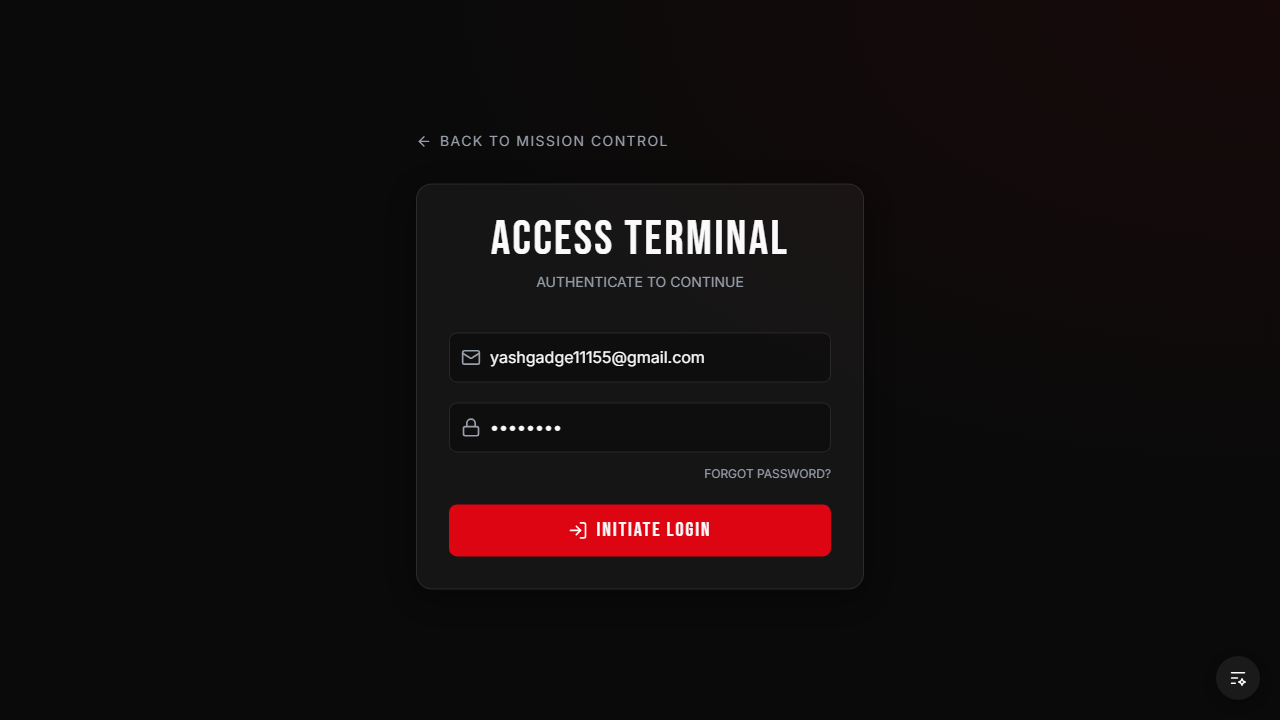 BACK TO MISSION CONTROL
ACCESS TERMINAL
AUTHENTICATE TO CONTINUE
yashgadge11155@gmail.com
••••••••
FORGOT PASSWORD?
INITIATE LOGIN